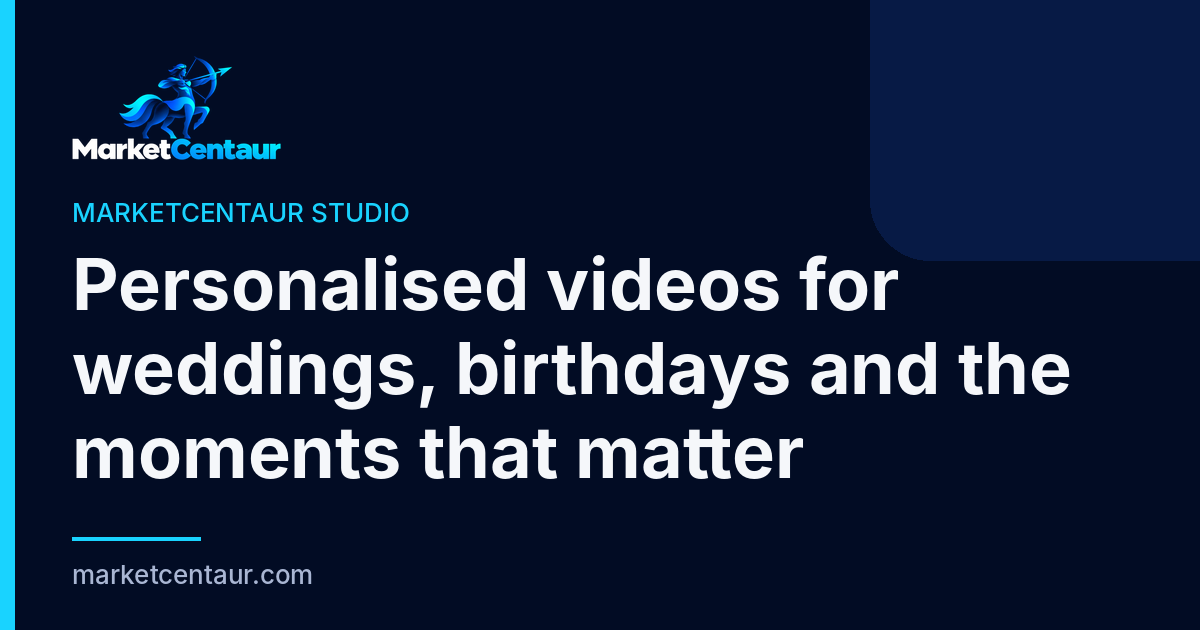 MarketCentaur
MARKETCENTAUR STUDIO
Personalised videos for
weddings, birthdays and the
moments that matter
marketcentaur.com